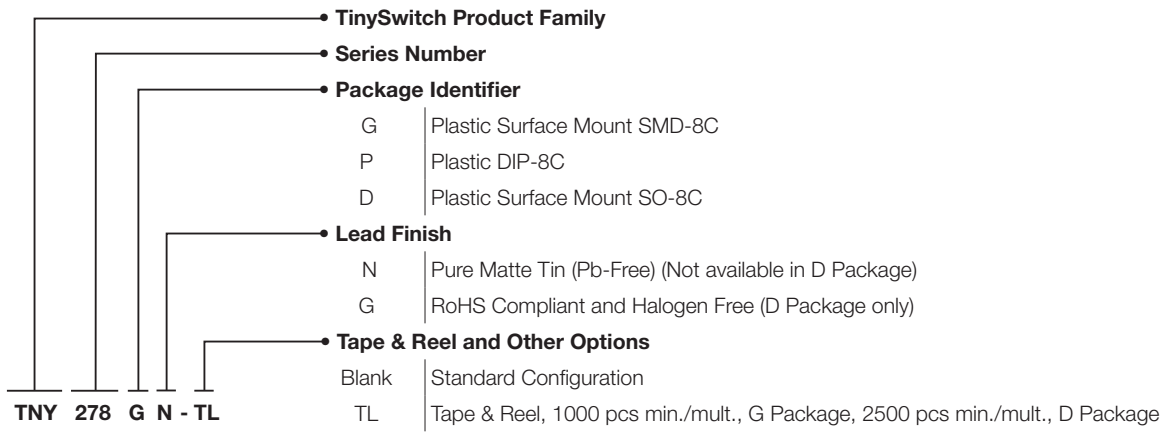 TinySwitch Product Family
Series Number
Package Identifier
G Plastic Surface Mount SMD-8C
P Plastic DIP-8C
D Plastic Surface Mount SO-8C
Lead Finish
N Pure Matte Tin (Pb-Free) (Not available in D Package)
G RoHS Compliant and Halogen Free (D Package only)
Tape & Reel and Other Options
Blank Standard Configuration
TNY 278 G N - TL
TL Tape & Reel, 1000 pcs min./mult., G Package, 2500 pcs min./mult., D Package